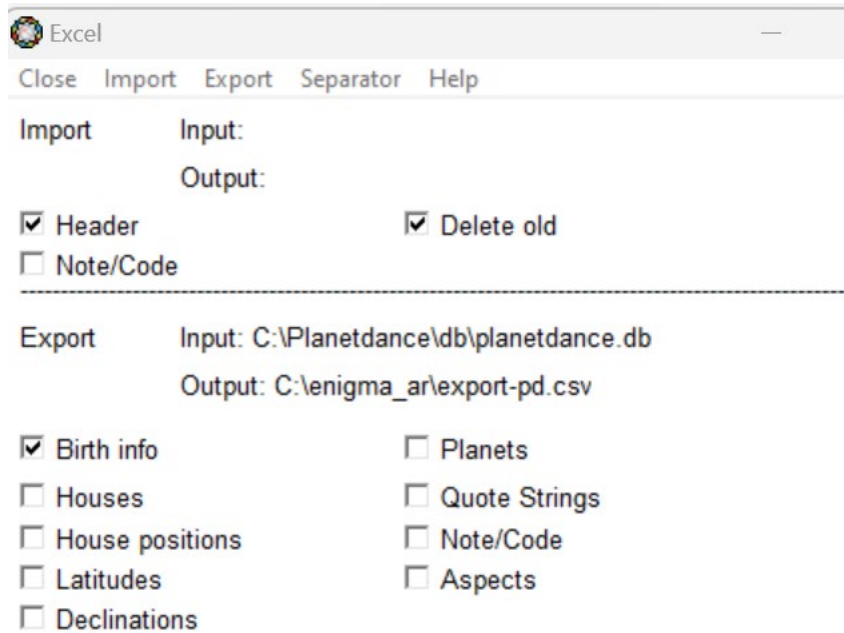 Excel
Close Import Export Separator Help
Import Input:
Output:
Header Delete old
Note/Code
Export Input: C:\Planetdance\db\planetdance.db
Output: C:\enigma_ar\export-pd.csv
Birth info Planets
Houses Quote Strings
House positions Note/Code
Latitudes Aspects
Declinations